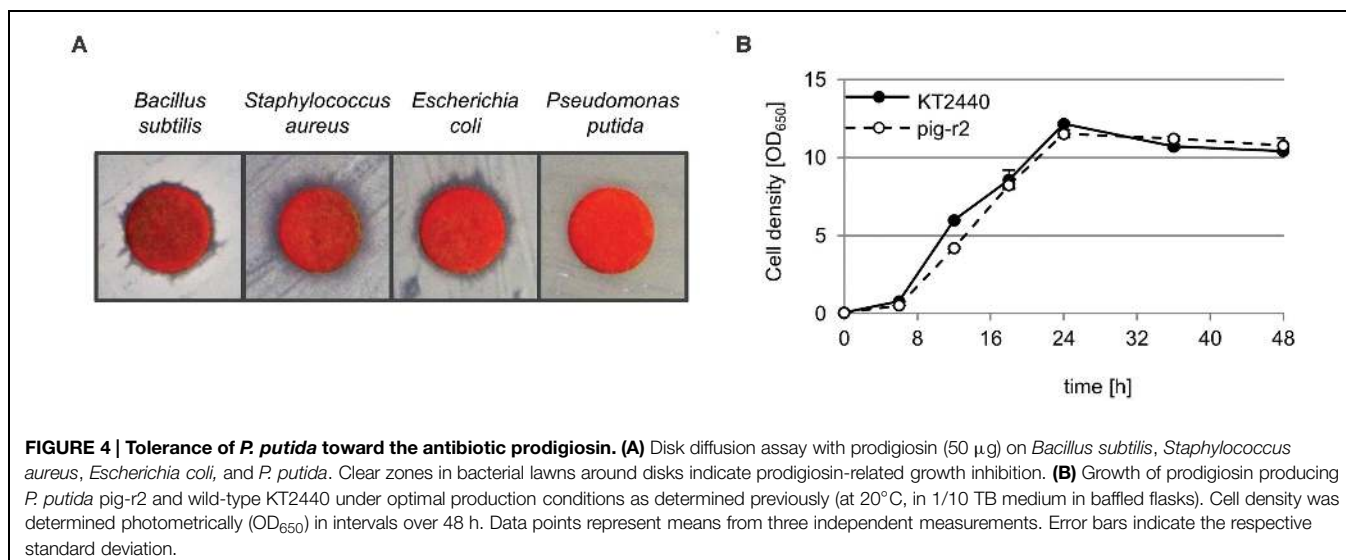 A
Bacillus subtilis
Staphylococcus aureus
Escherichia coli
Pseudomonas putida
B
15
10
5
0
Cell density [OD650]
KT2440
pig-r2
0 8 16 24 32 40 48
time [h]
FIGURE 4 | Tolerance of P. putida toward the antibiotic prodigiosin. (A) Disk diffusion assay with prodigiosin (50 μg) on Bacillus subtilis, Staphylococcus
aureus, Escherichia coli, and P. putida. Clear zones in bacterial lawns around disks indicate prodigiosin-related growth inhibition. (B) Growth of prodigiosin producing
P. putida pig-r2 and wild-type KT2440 under optimal production conditions as determined previously (at 20°C, in 1/10 TB medium in baffled flasks). Cell density was
determined photometrically (OD650) in intervals over 48 h. Data points represent means from three independent measurements. Error bars indicate the respective
standard deviation.